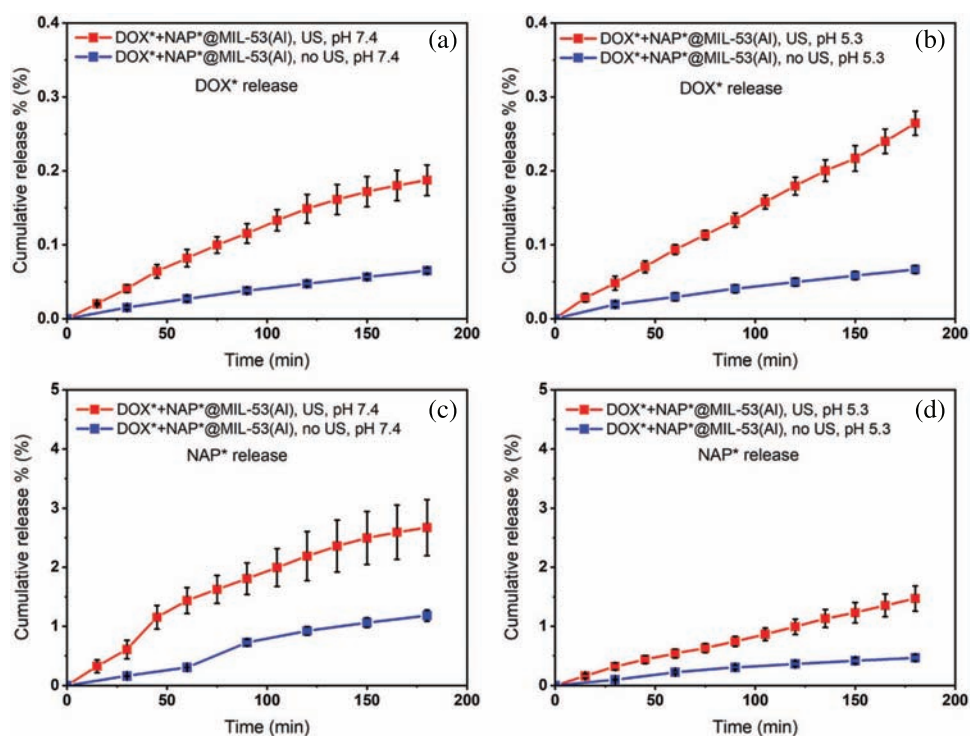 (a)
DOX*+NAP*@MIL-53(Al), US, pH 7.4
DOX*+NAP*@MIL-53(Al), no US, pH 7.4
DOX* release
Cumulative release % (%)
0.4
0.3
0.2
0.1
0.0
0 50 100 150 200
Time (min)
(b)
DOX*+NAP*@MIL-53(Al), US, pH 5.3
DOX*+NAP*@MIL-53(Al), no US, pH 5.3
DOX* release
Cumulative release % (%)
0.4
0.3
0.2
0.1
0.0
0 50 100 150 200
Time (min)
(c)
DOX*+NAP*@MIL-53(Al), US, pH 7.4
DOX*+NAP*@MIL-53(Al), no US, pH 7.4
NAP* release
Cumulative release % (%)
5
4
3
2
1
0
0 50 100 150 200
Time (min)
(d)
DOX*+NAP*@MIL-53(Al), US, pH 5.3
DOX*+NAP*@MIL-53(Al), no US, pH 5.3
NAP* release
Cumulative release % (%)
5
4
3
2
1
0
0 50 100 150 200
Time (min)